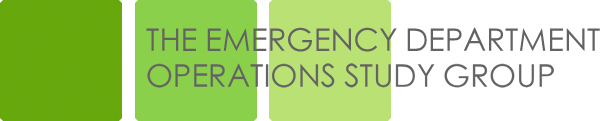 THE EMERGENCY DEPARTMENT
OPERATIONS STUDY GROUP